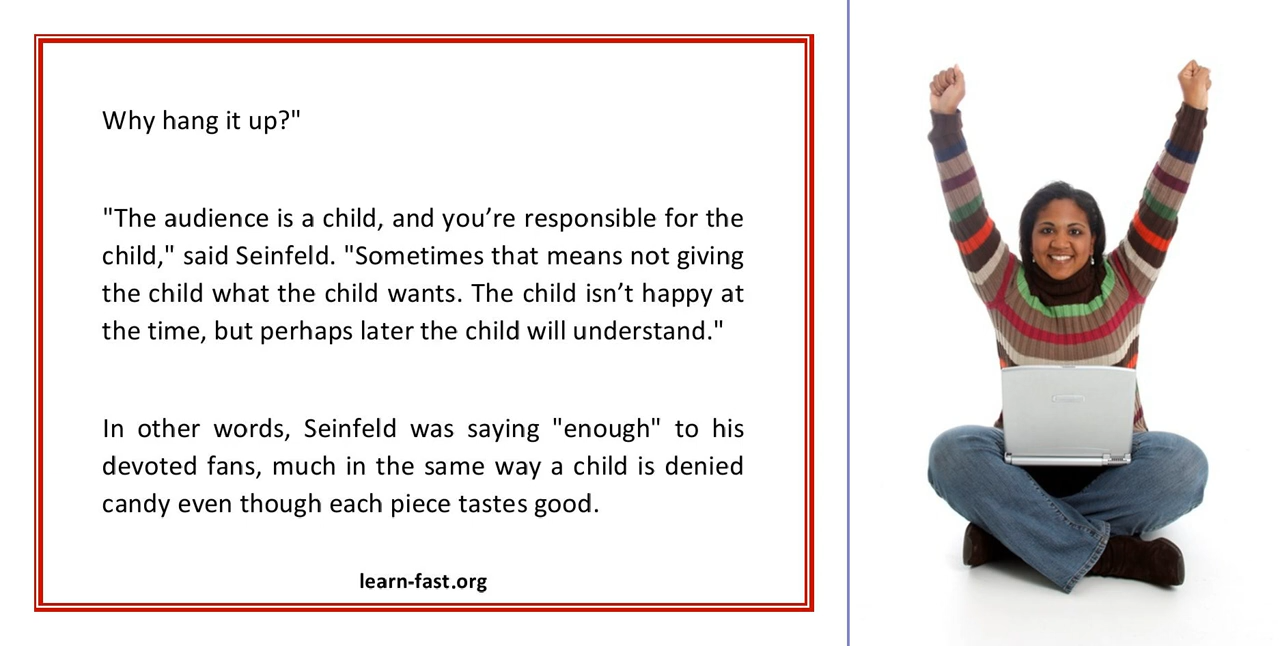 Why hang it up?"
"The audience is a child, and you’re responsible for the
child," said Seinfeld. "Sometimes that means not giving
the child what the child wants. The child isn’t happy at
the time, but perhaps later the child will understand."
In other words, Seinfeld was saying "enough" to his
devoted fans, much in the same way a child is denied
candy even though each piece tastes good.
learn-fast.org